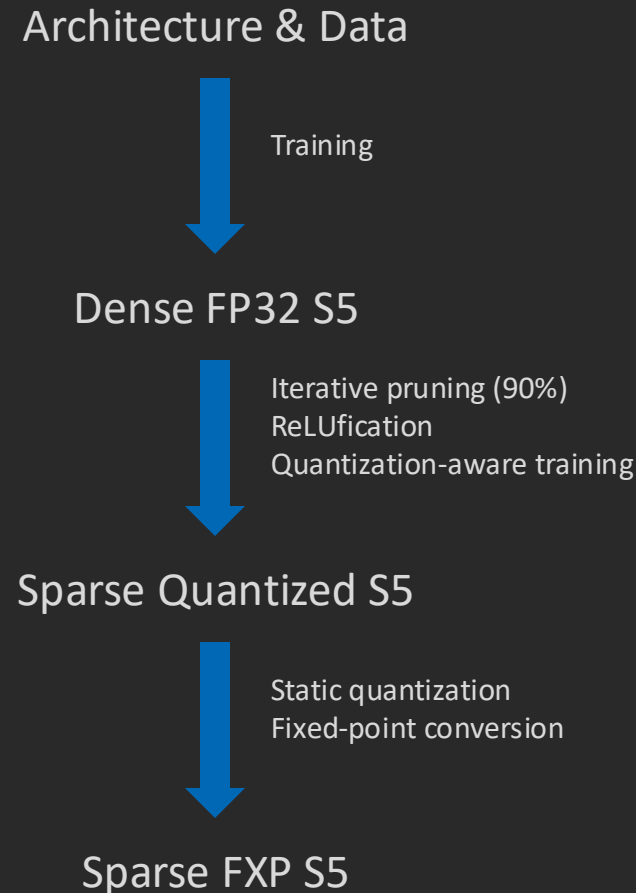 Architecture & Data
Training
Dense FP32 S5
Iterative pruning (90%)
ReLUfication
Quantization-aware training
Sparse Quantized S5
Static quantization
Fixed-point conversion
Sparse FXP S5